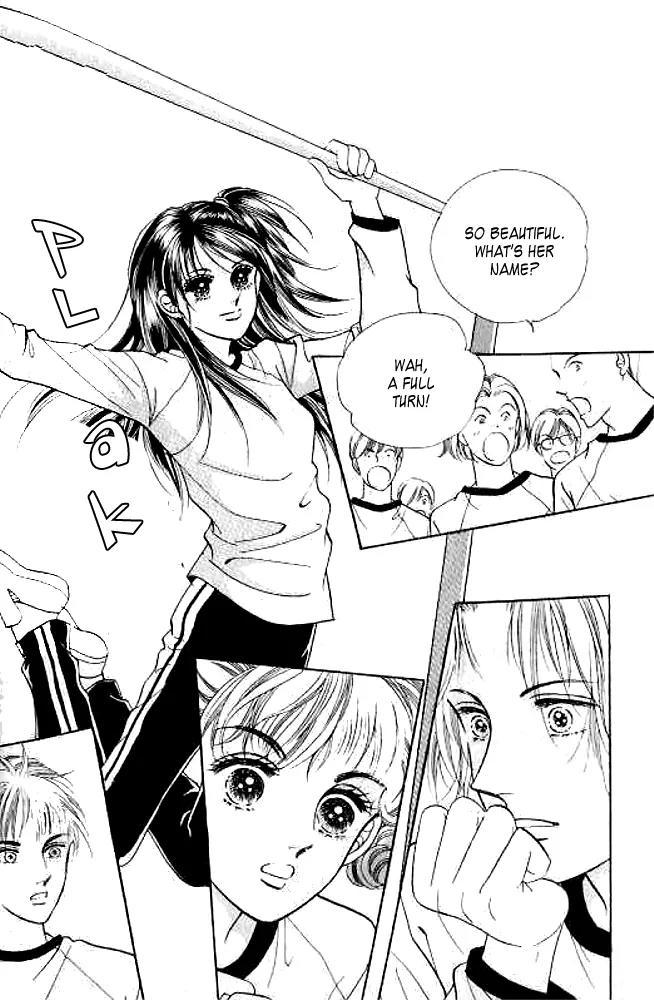 SO BEAUTIFUL.
WHAT'S HER
NAME?
WAH,
A FULL
TURN!
PLak